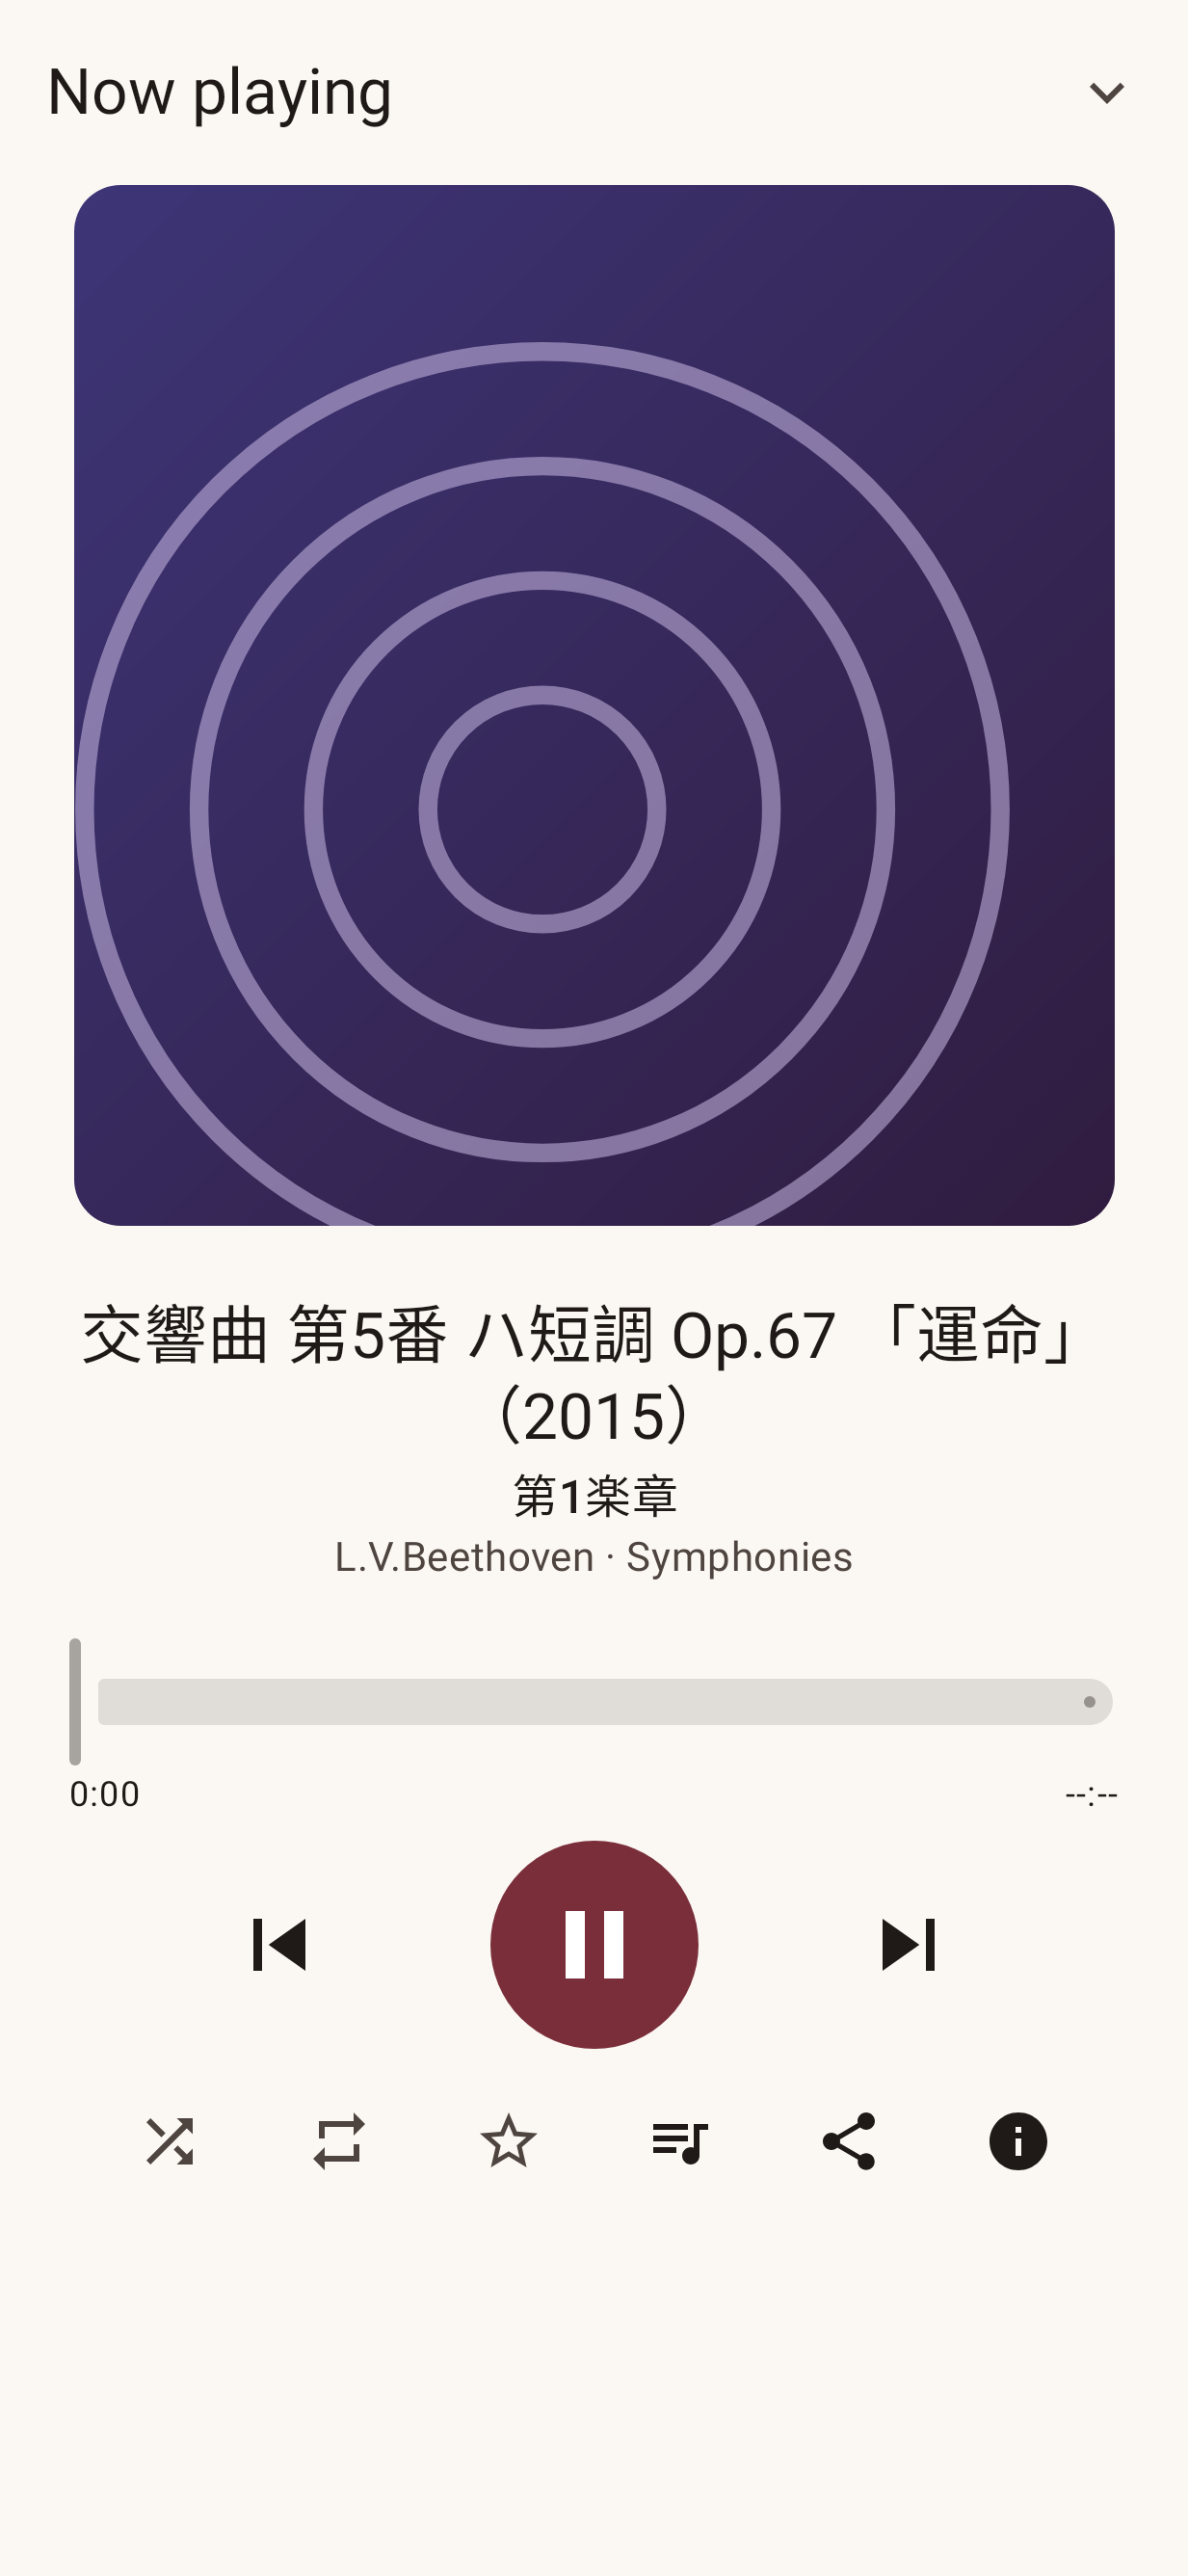 Now playing
交響曲 第5番 ハ短調 Op.67 「運命」
（2015）
第1楽章
L.V.Beethoven · Symphonies
0:00
--:--